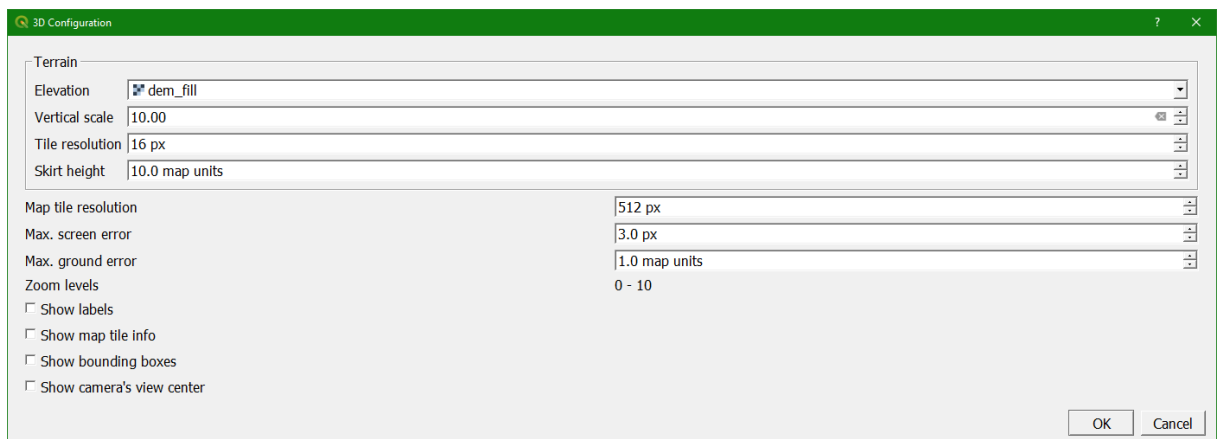 3D Configuration
Terrain
Elevation dem_fill
Vertical scale 10.00
Tile resolution 16 px
Skirt height 10.0 map units
Map tile resolution 512 px
Max. screen error 3.0 px
Max. ground error 1.0 map units
Zoom levels 0 - 10
Show labels
Show map tile info
Show bounding boxes
Show camera's view center
OK Cancel